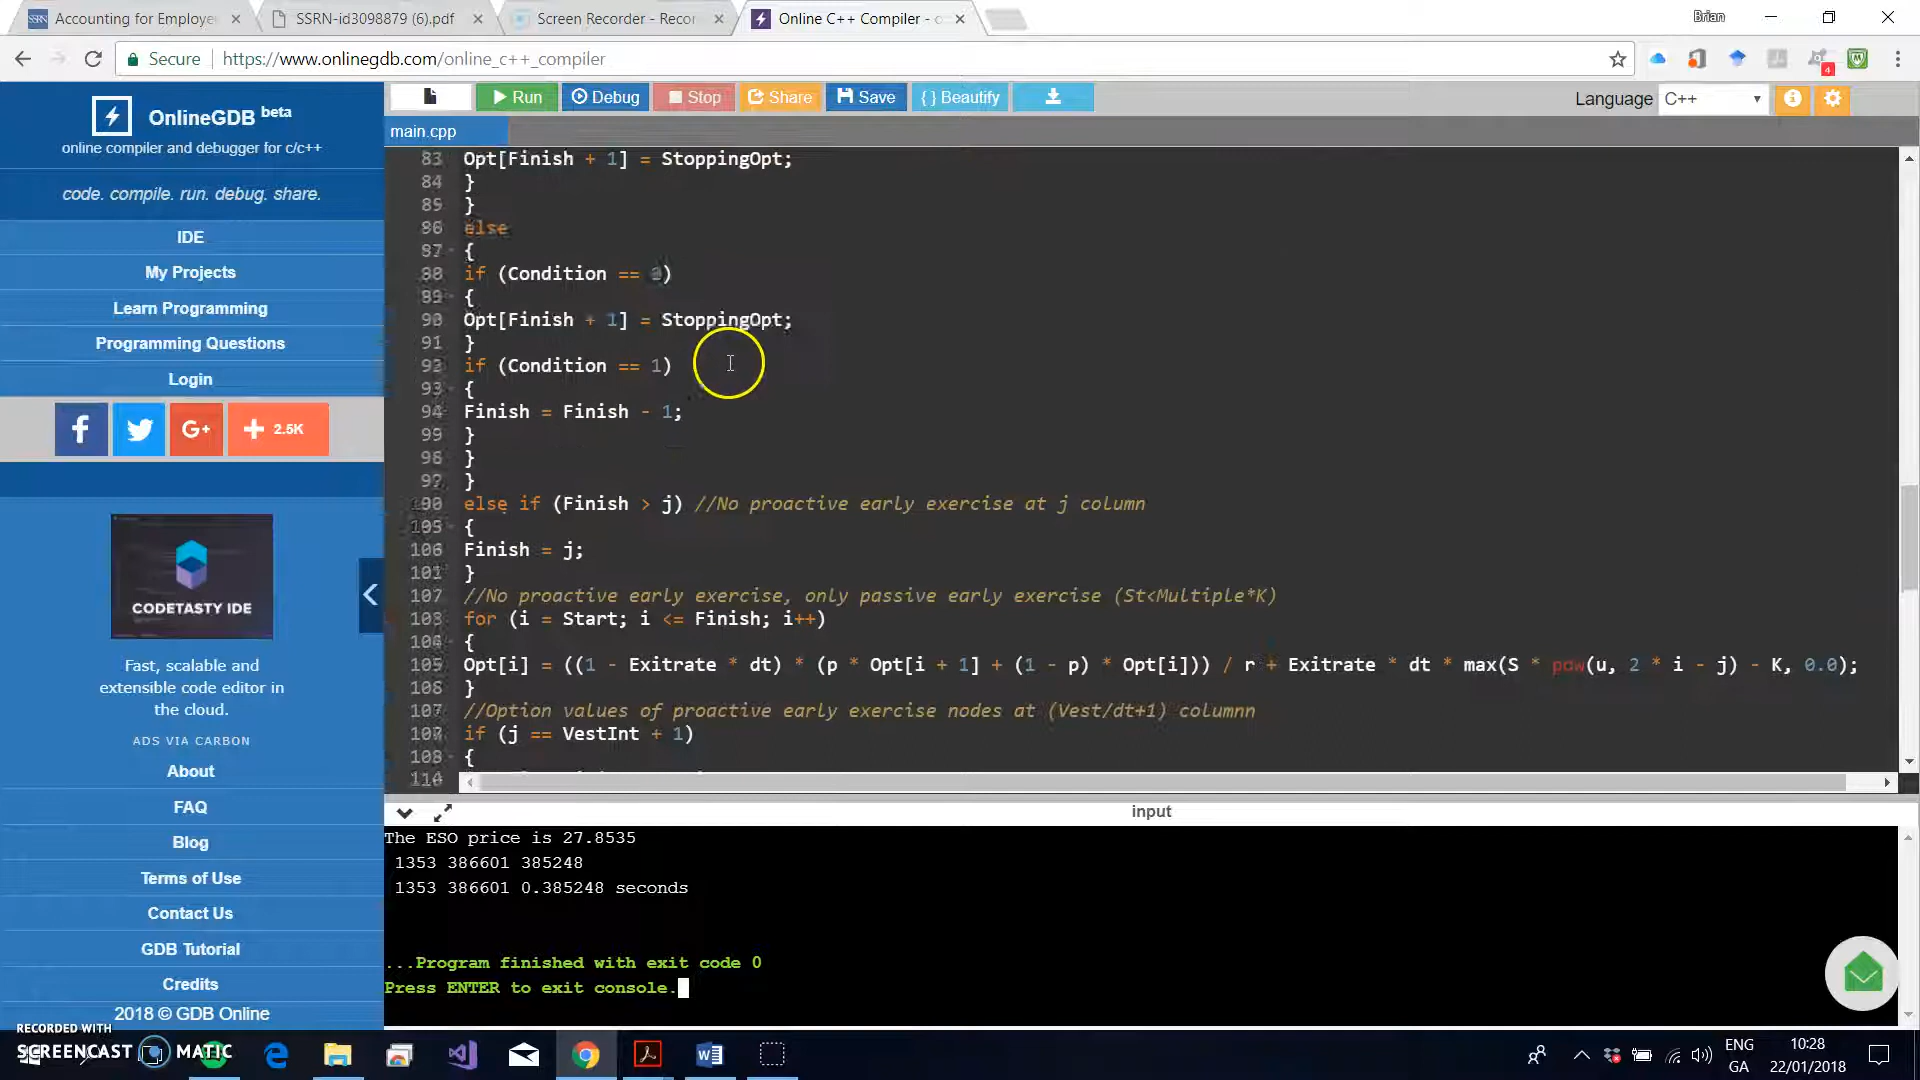 Accounting for Employe
SSRN-id3098879 (6).pdf
Screen Recorder - Recor
Online C++ Compiler - o
Brian
Secure
https://www.onlinegdb.com/online_c++_compiler
4
OnlineGDB beta
online compiler and debugger for c/c++
code. compile. run. debug. share.
IDE
My Projects
Learn Programming
Programming Questions
Login
2.5K
CODETASTY IDE
Fast, scalable and
extensible code editor in
the cloud.
ADS VIA CARBON
About
FAQ
Blog
Terms of Use
Contact Us
GDB Tutorial
Credits
2018 © GDB Online
Run
Debug
Stop
Share
Save
{ } Beautify
Language
C++
main.cpp
83 Opt[Finish + 1] = StoppingOpt;
84 }
85 }
86 else
87 {
88 if (Condition == )
89 {
90 Opt[Finish + 1] = StoppingOpt;
91 }
92 if (Condition == 1)
93 {
94 Finish = Finish - 1;
}
}
}
else if (Finish > j) //No proactive early exercise at j column
{
Finish = j;
}
//No proactive early exercise, only passive early exercise (St<Multiple*K)
for (i = Start; i <= Finish; i++)
{
Opt[i] = ((1 - Exitrate * dt) * (p * Opt[i + 1] + (1 - p) * Opt[i])) / r + Exitrate * dt * max(S * pow(u, 2 * i - j) - K, 0.0);
}
//Option values of proactive early exercise nodes at (Vest/dt+1) columnn
if (j == VestInt + 1)
{
input
The ESO price is 27.8535
1353 386601 385248
1353 386601 0.385248 seconds
...Program finished with exit code 0
Press ENTER to exit console.
RECORDED WITH
SCREENCAST MATIC
ENG
GA
10:28
22/01/2018